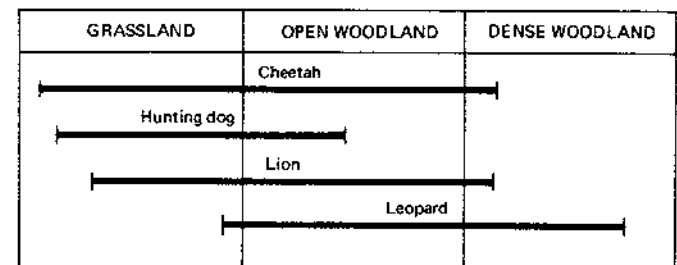 GRASSLAND OPEN WOODLAND DENSE WOODLAND
Cheetah
Hunting dog
Lion
Leopard